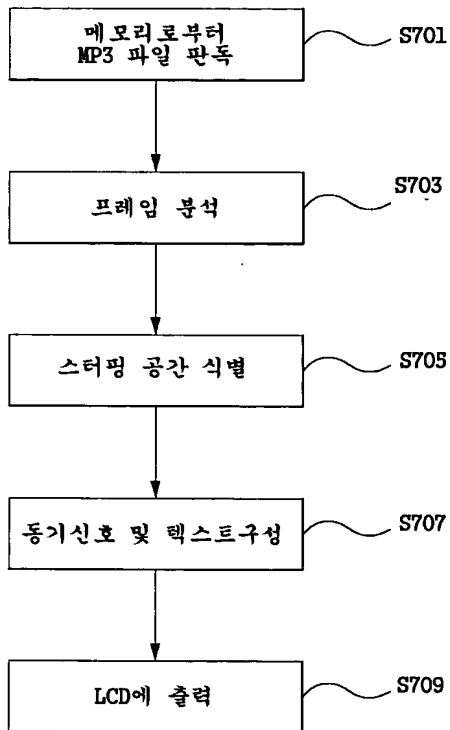 메모리로부터
MP3 파일 판독
S701
프레임 분석
S703
스터핑 공간 식별
S705
동기신호 및 텍스트구성
S707
LCD에 출력
S709